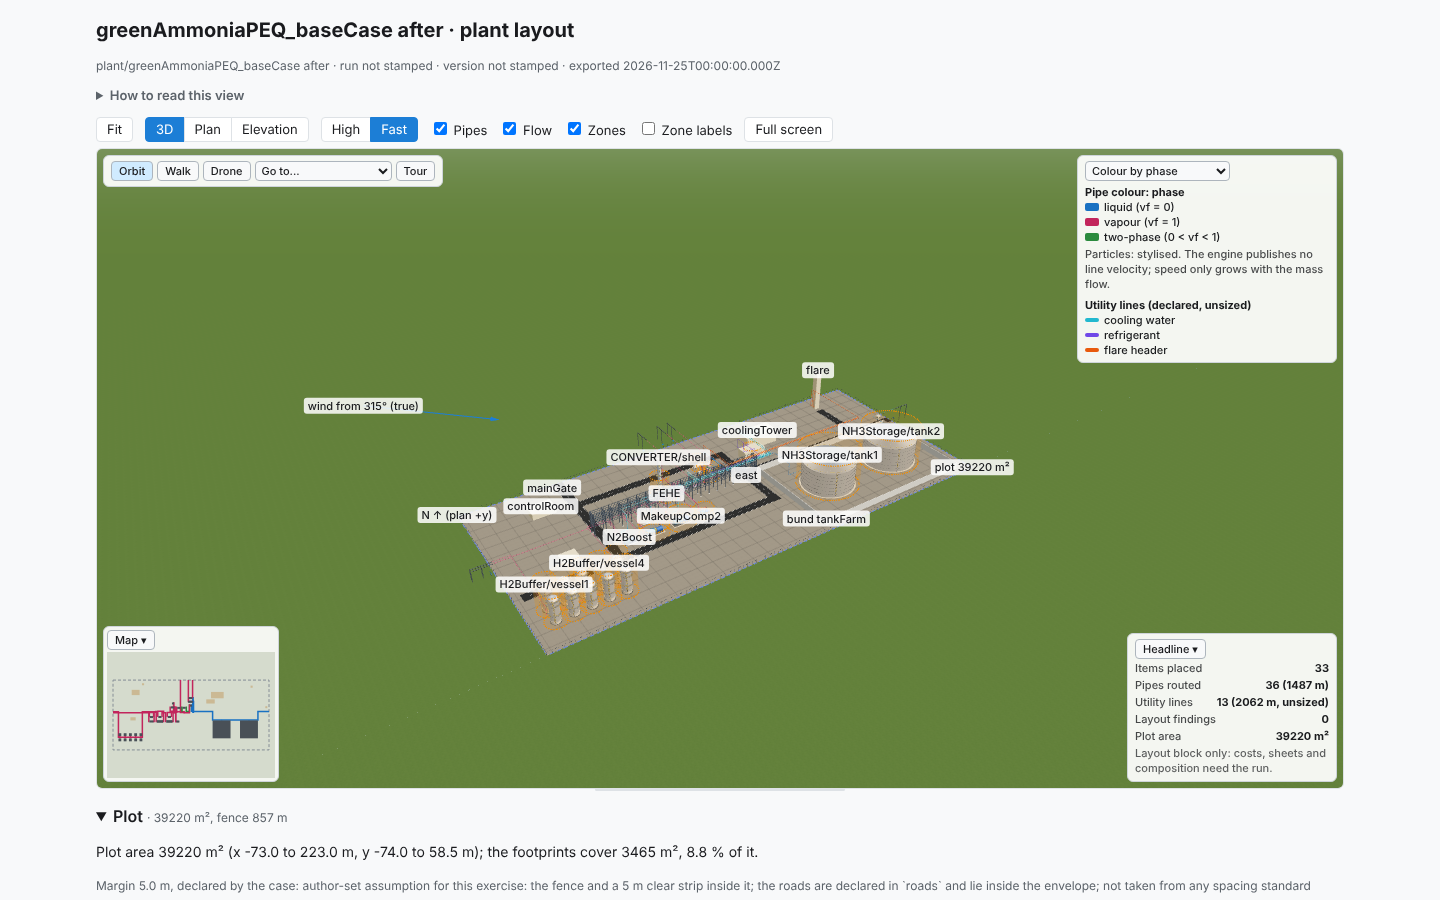 greenAmmoniaPEQ_baseCase after · plant layout
plant/greenAmmoniaPEQ_baseCase after · run not stamped · version not stamped · exported 2026-11-25T00:00:00.000Z
▶ How to read this view
Fit 3D Plan Elevation High Fast Pipes Flow Zones Zone labels Full screen
Orbit Walk Drone Go to... Tour
Colour by phase
Pipe colour: phase
liquid (vf = 0)
vapour (vf = 1)
two-phase (0 < vf < 1)
Particles: stylised. The engine publishes no
line velocity; speed only grows with the mass
flow.
Utility lines (declared, unsized)
cooling water
refrigerant
flare header
flare
wind from 315° (true)
coolingTower
NH3Storage/tank2
CONVERTER/shell
NH3Storage/tank1
plot 39220 m²
east
mainGate
FEHE
controlRoom
N ↑ (plan +y)
MakeupComp2
bund tankFarm
N2Boost
H2Buffer/vessel4
H2Buffer/vessel1
Map ▾
Headline ▾
Items placed 33
Pipes routed 36 (1487 m)
Utility lines 13 (2062 m, unsized)
Layout findings 0
Plot area 39220 m²
Layout block only: costs, sheets and
composition need the run.
▼ Plot · 39220 m², fence 857 m
Plot area 39220 m² (x -73.0 to 223.0 m, y -74.0 to 58.5 m); the footprints cover 3465 m², 8.8 % of it.
Margin 5.0 m, declared by the case: author-set assumption for this exercise: the fence and a 5 m clear strip inside it; the roads are declared in `roads` and lie inside the envelope; not taken from any spacing standard